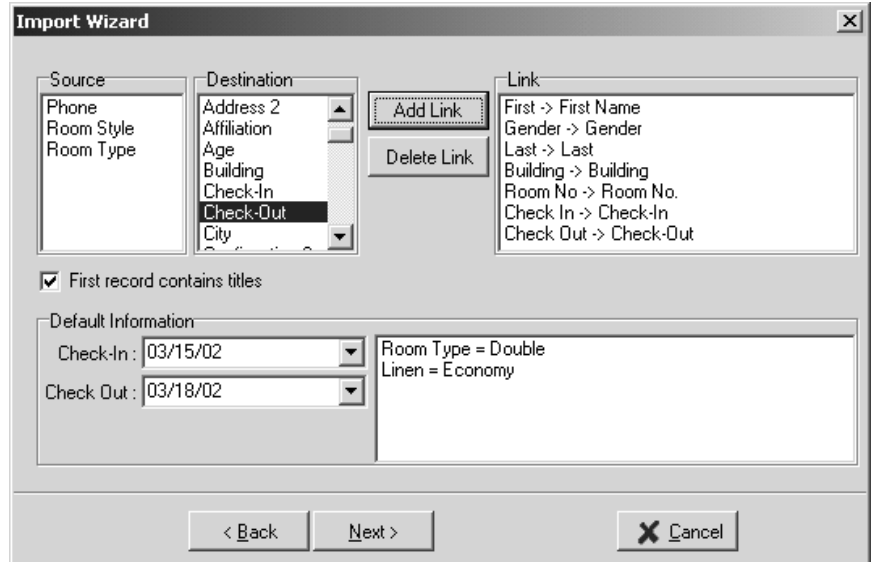 Import Wizard
Source
Phone
Room Style
Room Type
Destination
Address 2
Affiliation
Age
Building
Check-In
Check-Out
City
Add Link
Delete Link
Link
First -> First Name
Gender -> Gender
Last -> Last
Building -> Building
Room No -> Room No.
Check In -> Check-In
Check Out -> Check-Out
First record contains titles
Default Information
Check-In : 03/15/02
Check Out : 03/18/02
Room Type = Double
Linen = Economy
< Back
Next >
Cancel